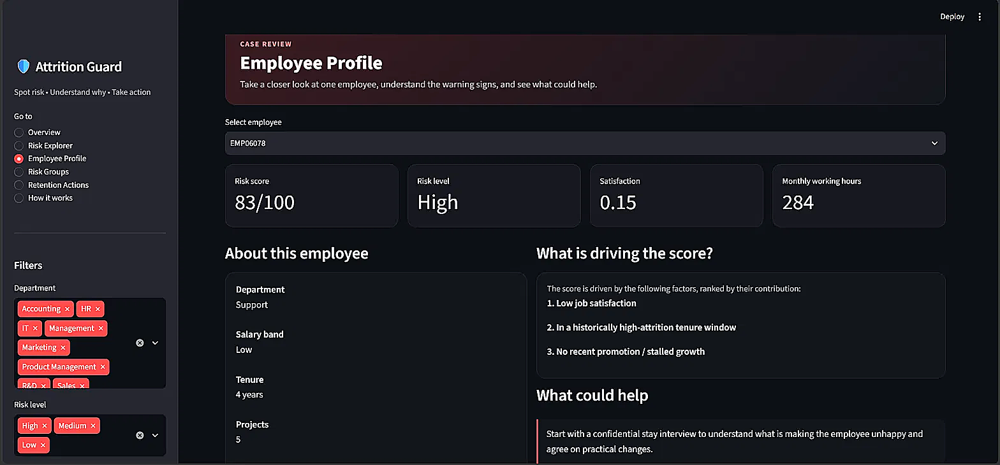 Deploy
Attrition Guard
Spot risk • Understand why • Take action
Go to
Overview
Risk Explorer
Employee Profile
Risk Groups
Retention Actions
How it works
Filters
Department
Accounting × HR ×
IT × Management ×
Marketing ×
Product Management ×
R&D × Sales ×
Risk level
High × Medium ×
Low ×
CASE REVIEW
Employee Profile
Take a closer look at one employee, understand the warning signs, and see what could help.
Select employee
EMP06078
Risk score
83/100
Risk level
High
Satisfaction
0.15
Monthly working hours
284
About this employee
Department
Support
Salary band
Low
Tenure
4 years
Projects
5
What is driving the score?
The score is driven by the following factors, ranked by their contribution:
1. Low job satisfaction
2. In a historically high-attrition tenure window
3. No recent promotion / stalled growth
What could help
Start with a confidential stay interview to understand what is making the employee unhappy and
agree on practical changes.